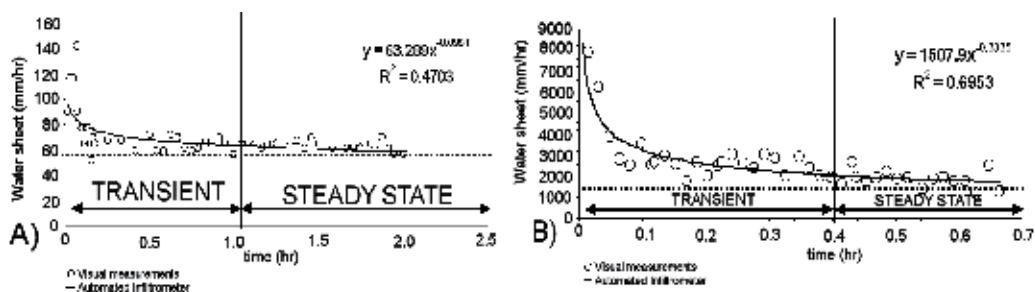 160
140
120
100
80
60
40
20
0
Water sheet (mm/hr)
R² = 0.4703
TRANSIENT
STEADY STATE
A)
0
0.5
1.0
1.5
2.0
2.5
time (hr)
Visual measurements
Automated Infiltrometer
9000
8000
7000
6000
5000
4000
3000
2000
1000
0
Water sheet (mm/hr)
R² = 0.6953
TRANSIENT
STEADY STATE
B)
0
0.1
0.2
0.3
0.4
0.5
0.6
0.7
time (hr)
Visual measurements
Automated Infiltrometer